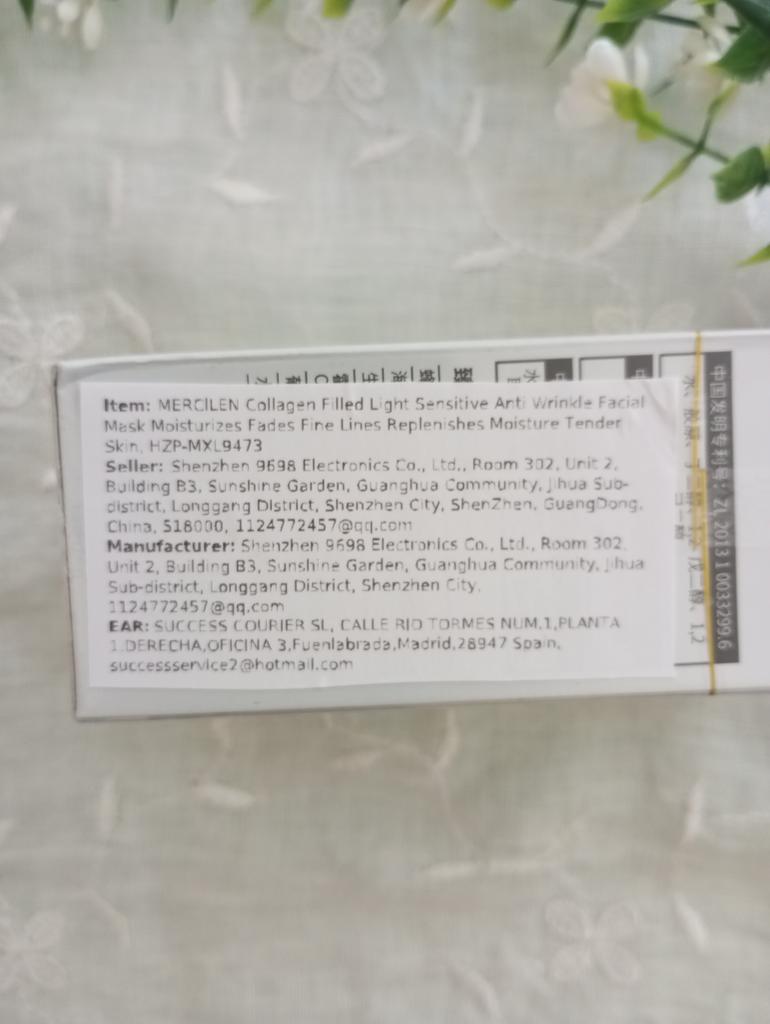 Item: MERCILEN Collagen Filled Light Sensitive Anti Wrinkle Facial
Mask Moisturizes Fades Fine Lines Replenishes Moisture Tender
Skin, HZP-MXL9473
Seller: Shenzhen 9698 Electronics Co., Ltd., Room 302, Unit 2,
Building B3, Sunshine Garden, Guanghua Community, Jihua Sub-
district, Longgang District, Shenzhen City, ShenZhen, GuangDong,
China, 518000, 1124772457@qq.com
Manufacturer: Shenzhen 9698 Electronics Co., Ltd., Room 302,
Unit 2, Building B3, Sunshine Garden, Guanghua Community, Jihua
Sub-district, Longgang District, Shenzhen City,
1124772457@qq.com
EAR: SUCCESS COURIER SL, CALLE RIO TORMES NUM.1,PLANTA
1.DERECHA,OFICINA 3,Fuenlabrada,Madrid,28947 Spain,
successservice2@hotmail.com
中国发明专利号: ZL 2013 1 0033299.6
戊二醇、1,2